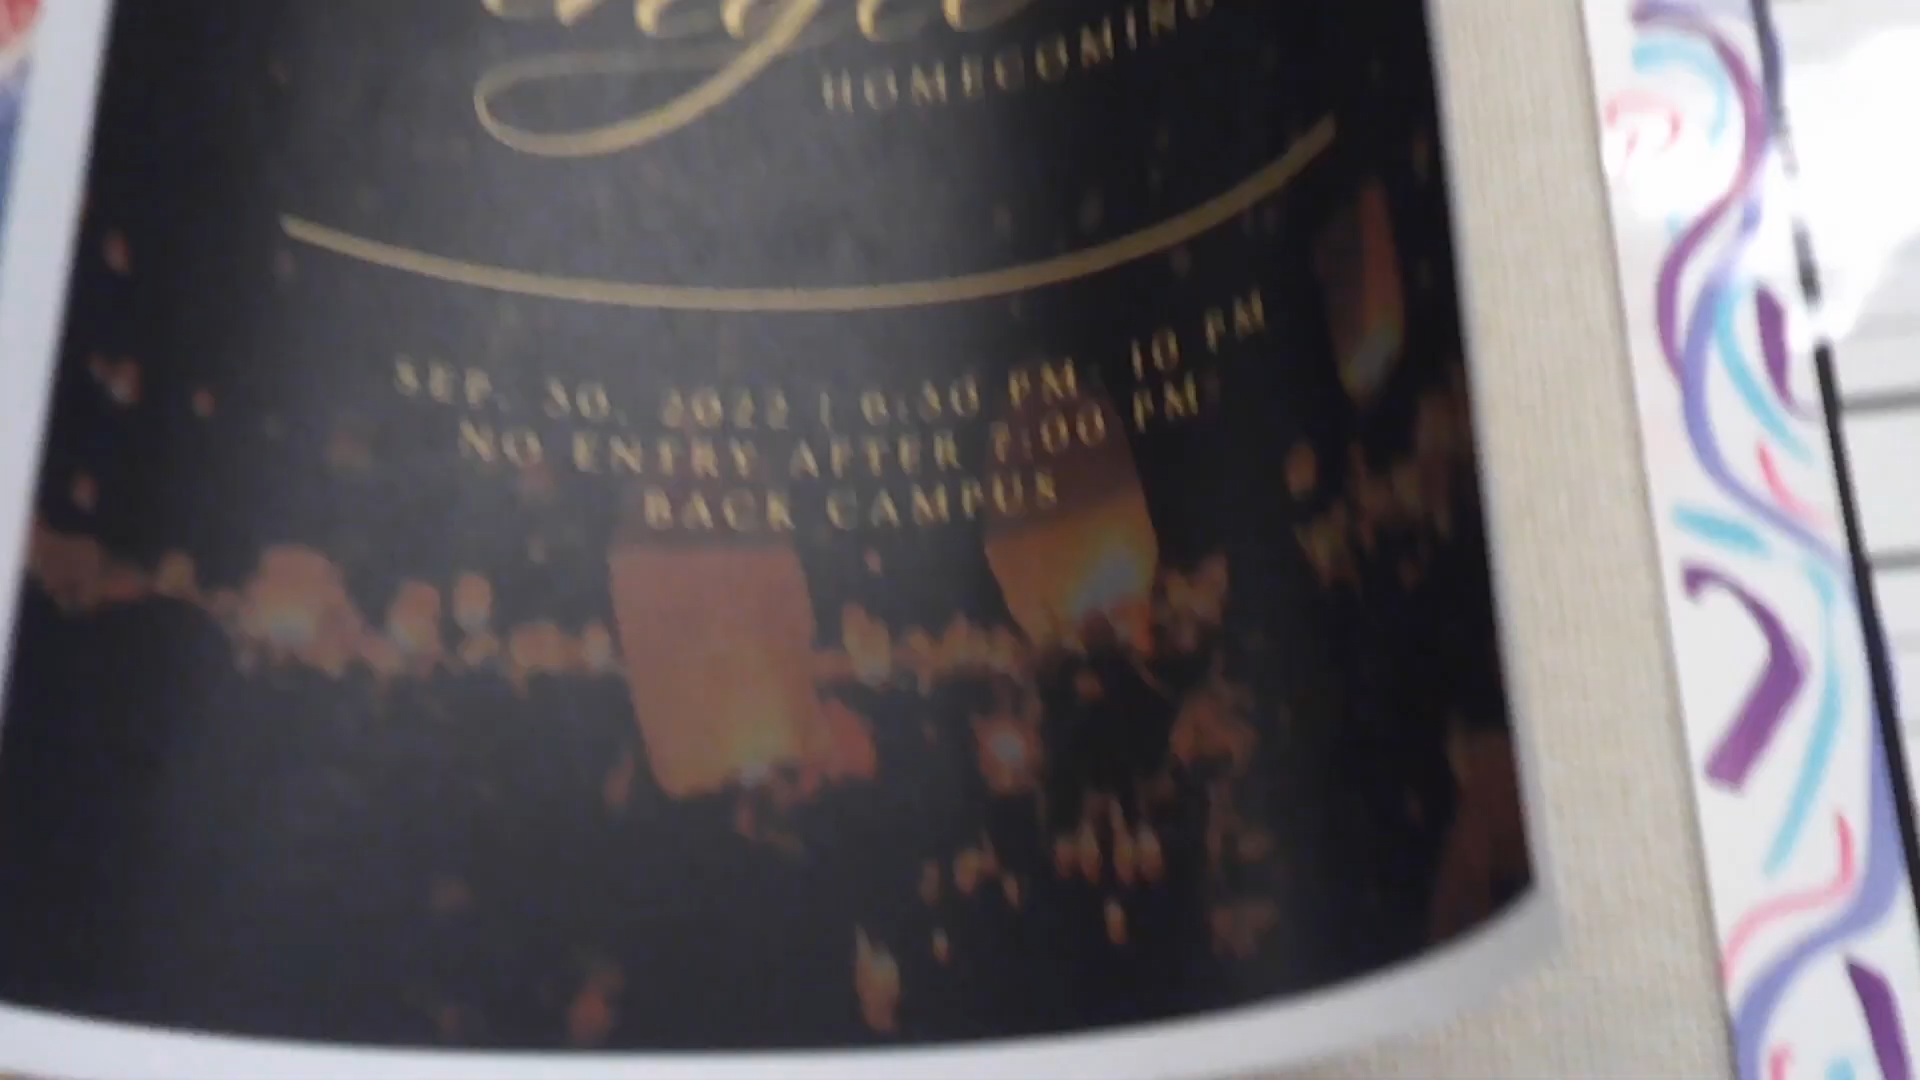 HOMECOMING
SEP. 30, 2022 | 6:30 PM - 10 PM
NO ENTRY AFTER 7:00 PM
BACK CAMPUS